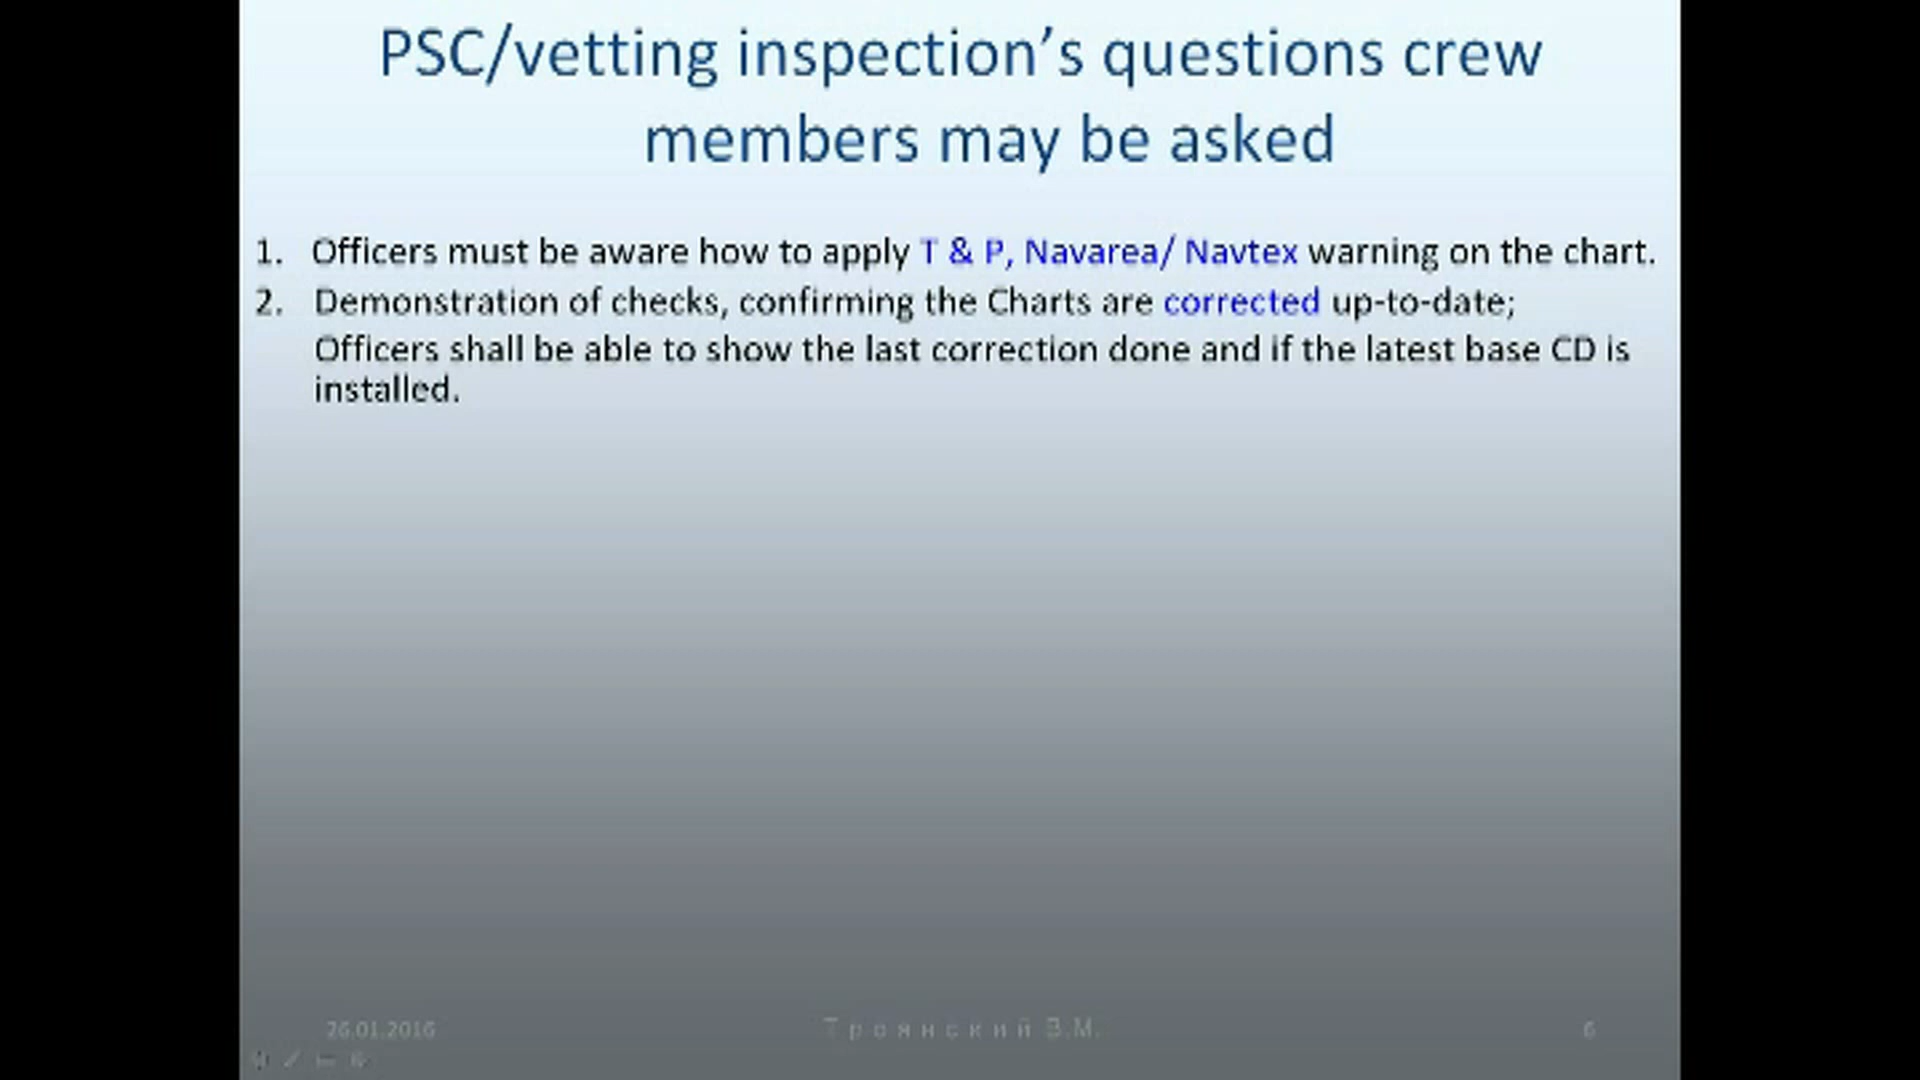 PSC/vetting inspection’s questions crew
members may be asked
1. Officers must be aware how to apply T & P, Navarea/ Navtex warning on the chart.
2. Demonstration of checks, confirming the Charts are corrected up-to-date;
Officers shall be able to show the last correction done and if the latest base CD is
installed.
26.01.2016 Троянский В.М. 6